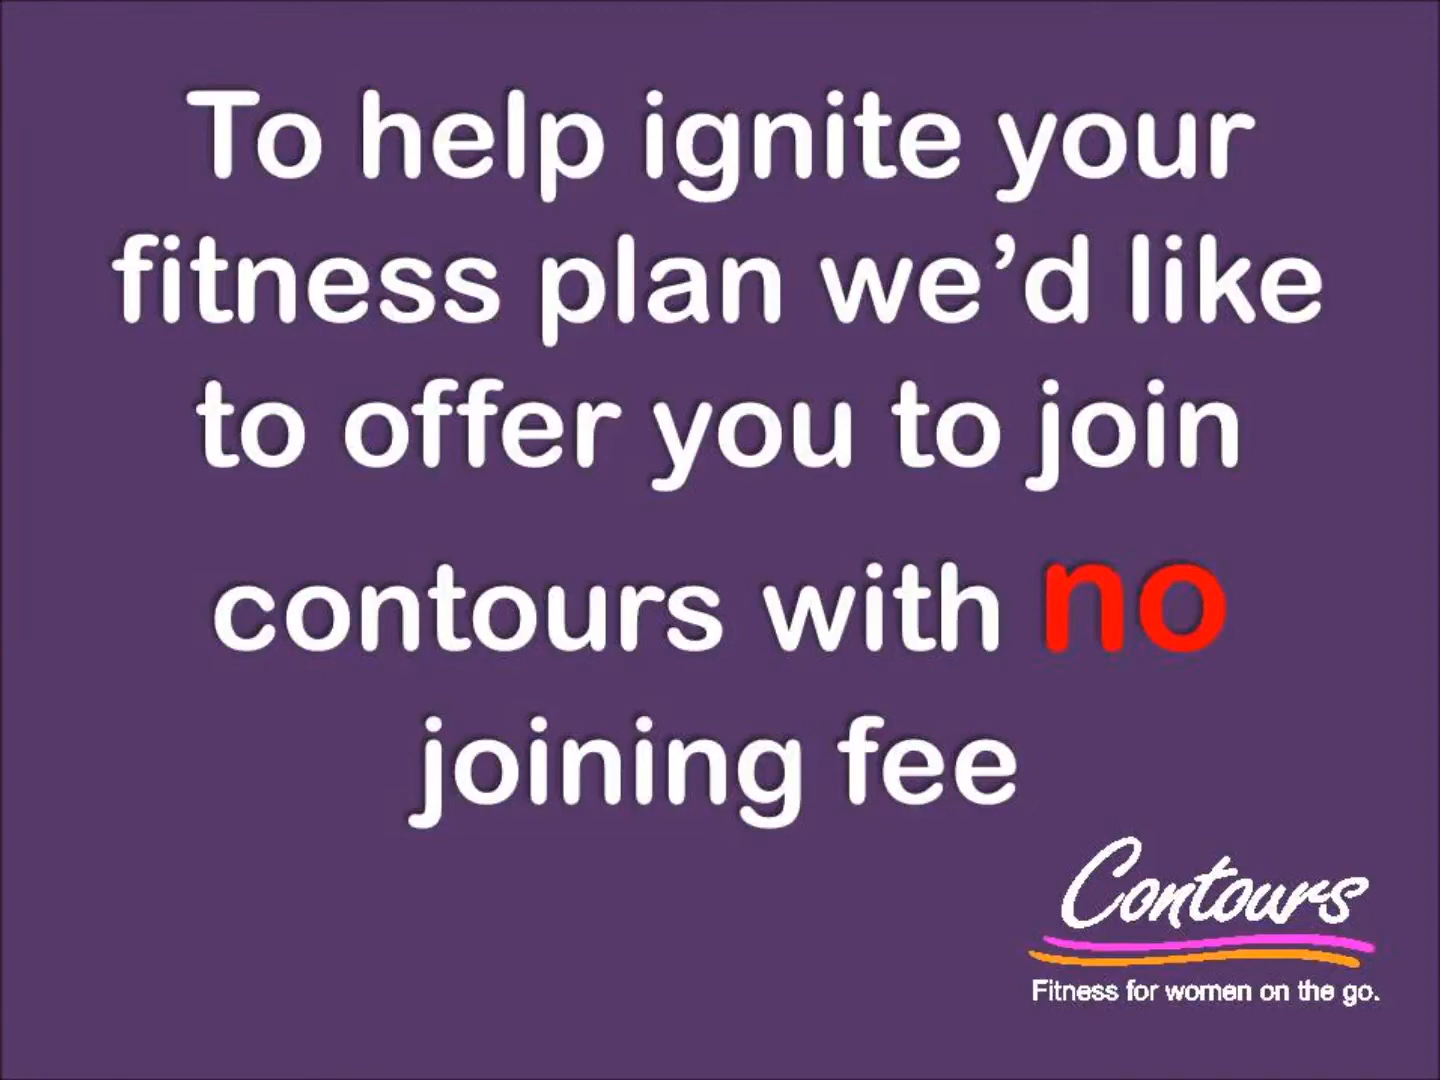 To help ignite your
fitness plan we’d like
to offer you to join
contours with no
joining fee
Contours
Fitness for women on the go.